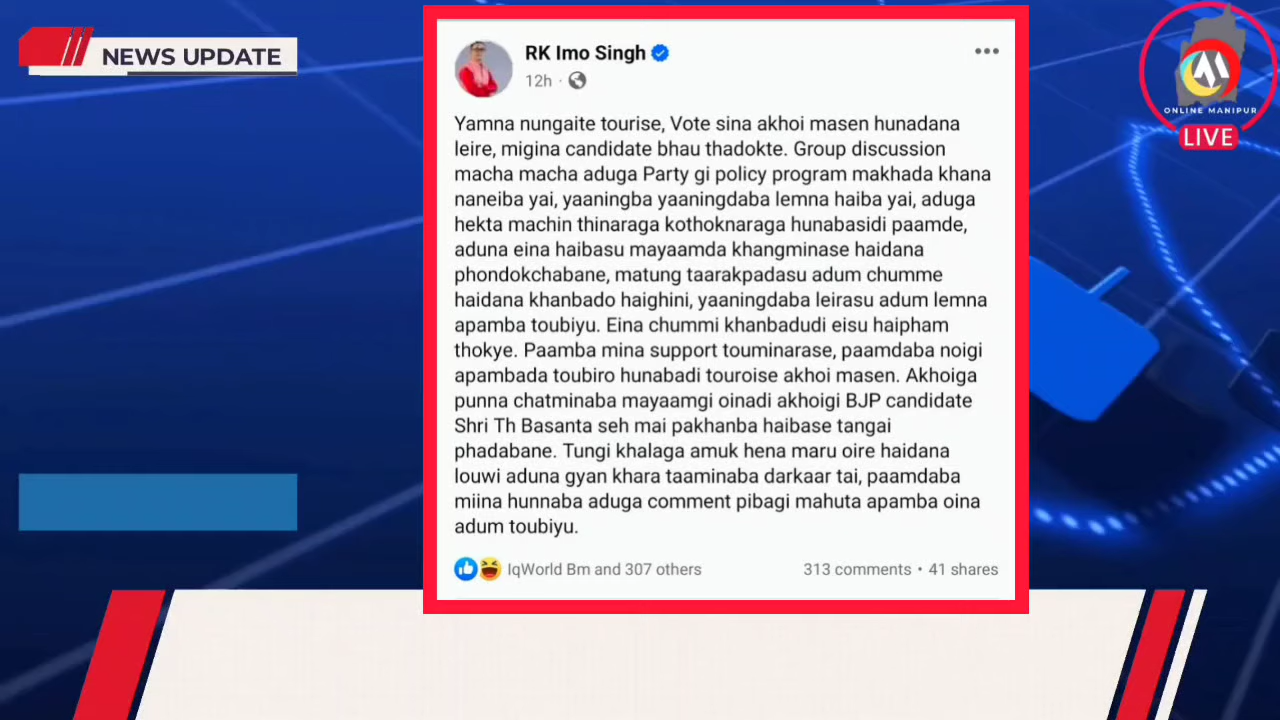 NEWS UPDATE
RK Imo Singh
12h
Yamna nungaite tourise, Vote sina akhoi masen hunadana
leire, migina candidate bhau thadokte. Group discussion
macha macha aduga Party gi policy program makhada khana
naneiba yai, yaaningba yaaningdaba lemna haiba yai, aduga
hekta machin thinaraga kothoknaraga hunabasidi paamde,
aduna eina haibasu mayaamda khangminase haidana
phondokchabane, matung taarakpadasu adum chumme
haidana khanbado haighini, yaaningdaba leirasu adum lemna
apamba toubiyu. Eina chummi khanbadudi eisu haipham
thokye. Paamba mina support touminarase, paamdaba noigi
apambada toubiro hunabadi touroise akhoi masen. Akhoiga
punna chatminaba mayaamgi oinadi akhoigi BJP candidate
Shri Th Basanta seh mai pakhanba haibase tangai
phadabane. Tungi khalaga amuk hena maru oire haidana
louwi aduna gyan khara taaminaba darkaar tai, paamdaba
miina hunnaba aduga comment pibagi mahuta apamba oina
adum toubiyu.
IqWorld Bm and 307 others
313 comments • 41 shares
ONLINE MANIPUR
LIVE